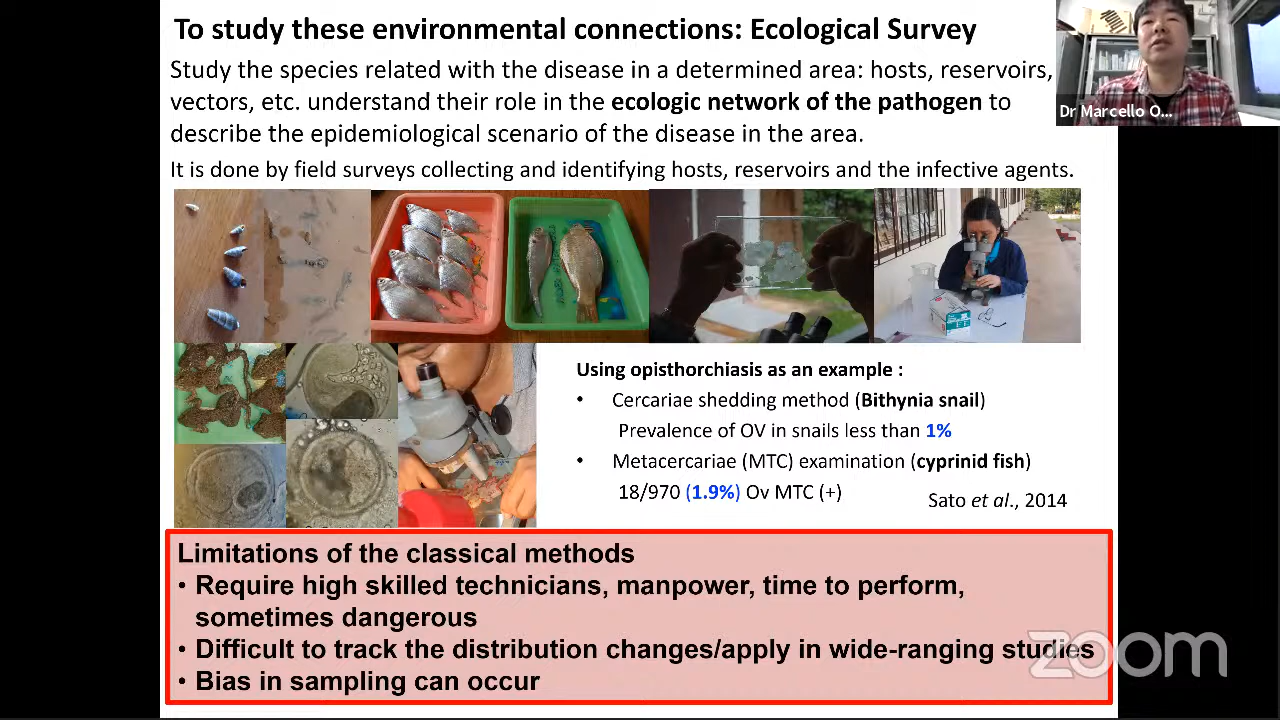 To study these environmental connections: Ecological Survey
Study the species related with the disease in a determined area: hosts, reservoirs,
vectors, etc. understand their role in the ecologic network of the pathogen to
describe the epidemiological scenario of the disease in the area.
It is done by field surveys collecting and identifying hosts, reservoirs and the infective agents.
Dr Marcello O...
Using opisthorchiasis as an example :
• Cercariae shedding method (Bithynia snail)
Prevalence of OV in snails less than 1%
• Metacercariae (MTC) examination (cyprinid fish)
18/970 (1.9%) Ov MTC (+)
Sato et al., 2014
Limitations of the classical methods
• Require high skilled technicians, manpower, time to perform,
sometimes dangerous
• Difficult to track the distribution changes/apply in wide-ranging studies
• Bias in sampling can occur
zoom